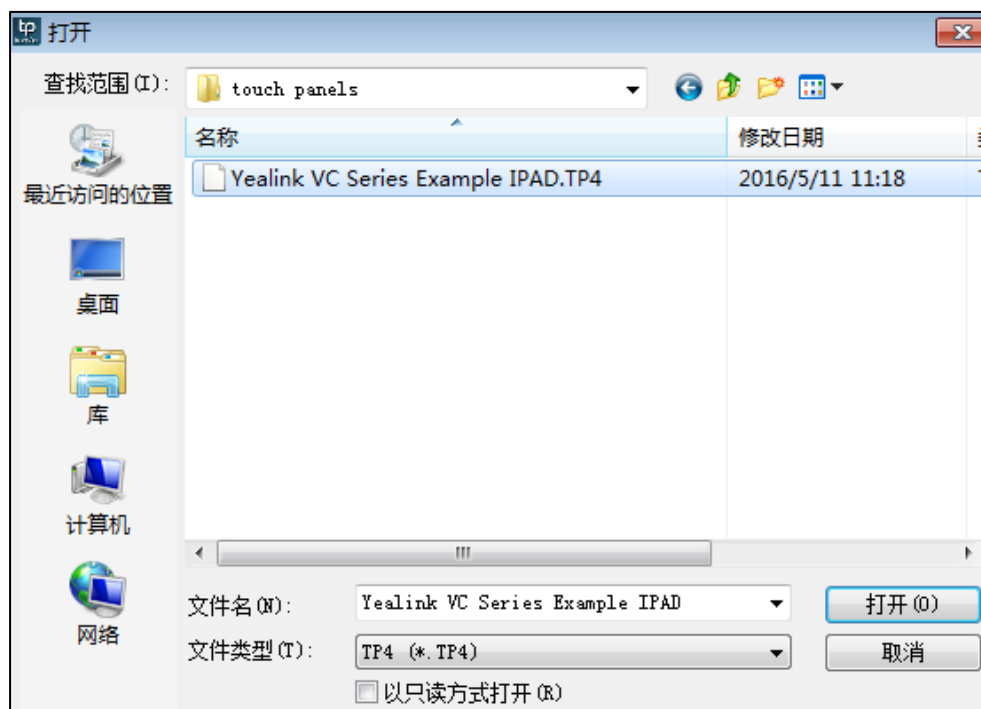 打开
查找范围(I):
touch panels
名称
修改日期
Yealink VC Series Example IPAD.TP4
2016/5/11 11:18
最近访问的位置
桌面
库
计算机
网络
文件名(N):
Yealink VC Series Example IPAD
打开(O)
文件类型(T):
TP4 (*.TP4)
取消
以只读方式打开(R)